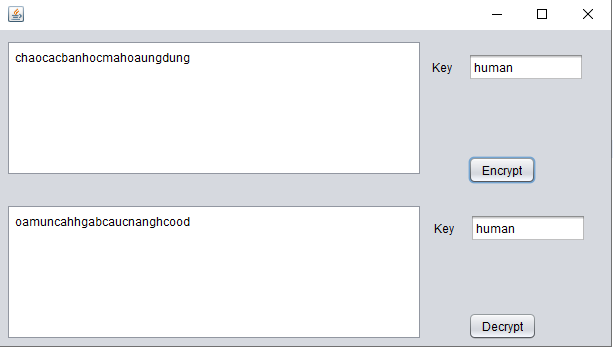 chaocacbanhocmahoaungdung
Key
human
Encrypt
oamuncahhgabcaucnanghcood
Key
human
Decrypt